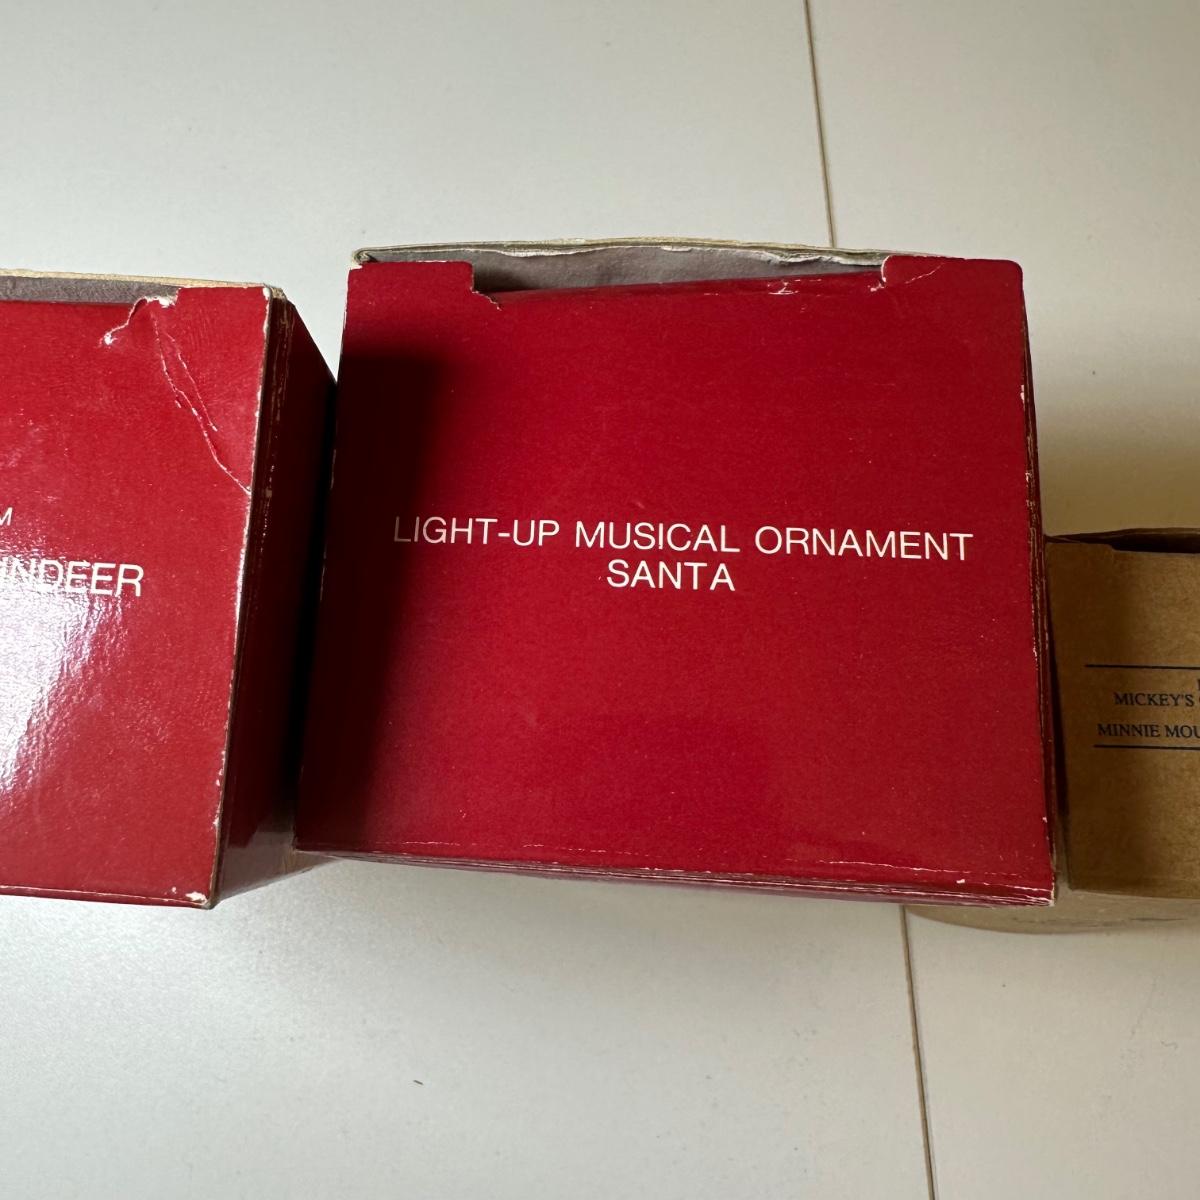 M
INDEER
LIGHT-UP MUSICAL ORNAMENT
SANTA
MICKEY'S
MINNIE MOU